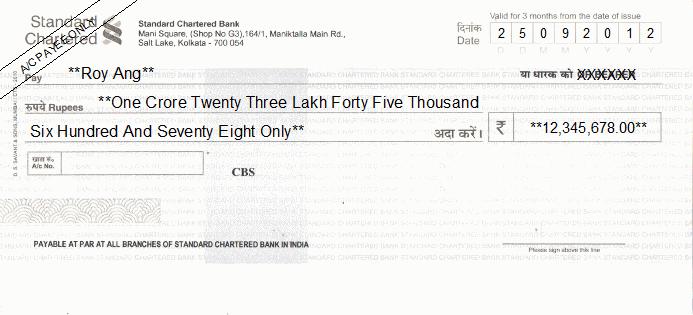 Standard Chartered
A/C PAYEE ONLY
Standard Chartered Bank
Mani Square, (Shop No G3),164/1, Maniktalla Main Rd.,
Salt Lake, Kolkata - 700 054
Valid for 3 months from the date of issue
दिनांक Date 2 5 0 9 2 0 1 2
D D M M Y Y Y Y
Pay **Roy Ang** या धारक को XXXXXXX
रुपये Rupees **One Crore Twenty Three Lakh Forty Five Thousand
Six Hundred And Seventy Eight Only** अदा करें। ₹ **12,345,678.00**
खाता सं.
A/c No.
CBS
PAYABLE AT PAR AT ALL BRANCHES OF STANDARD CHARTERED BANK IN INDIA
Please sign above this line